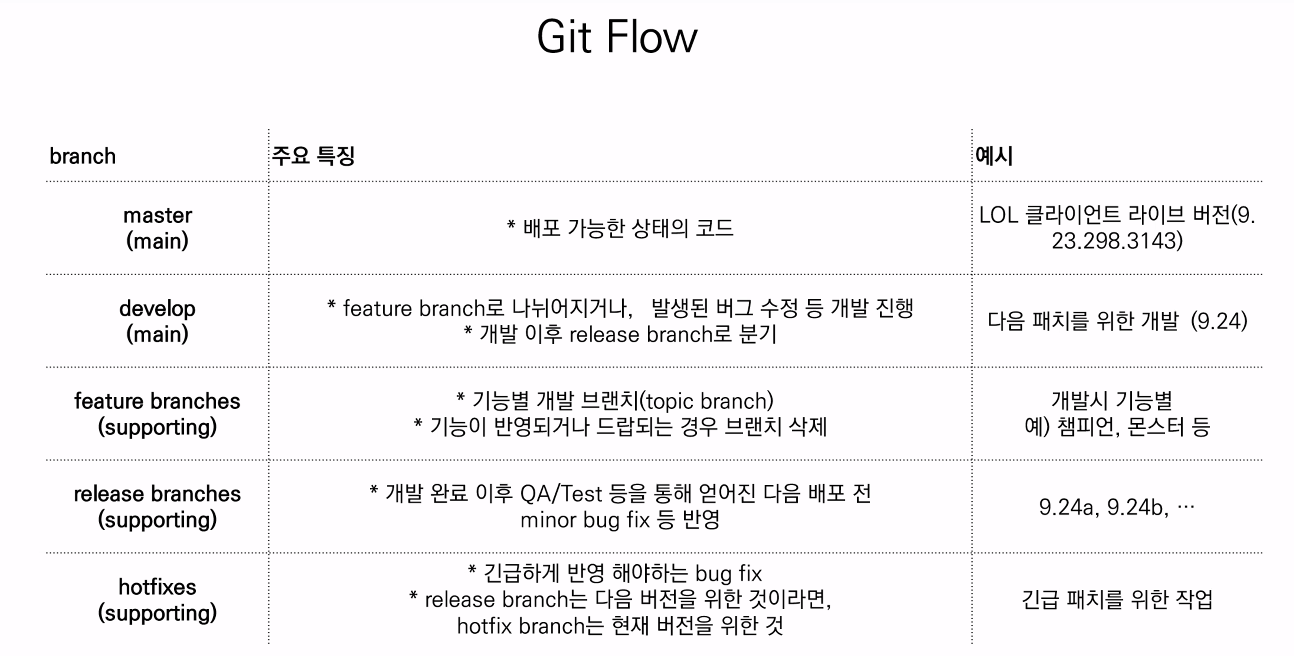 Git Flow
branch
주요 특징
예시
master
(main)
* 배포 가능한 상태의 코드
LOL 클라이언트 라이브 버전(9.
23.298.3143)
develop
(main)
* feature branch로 나뉘어지거나, 발생된 버그 수정 등 개발 진행
* 개발 이후 release branch로 분기
다음 패치를 위한 개발 (9.24)
feature branches
(supporting)
* 기능별 개발 브랜치(topic branch)
* 기능이 반영되거나 드랍되는 경우 브랜치 삭제
개발시 기능별
예) 챔피언, 몬스터 등
release branches
(supporting)
* 개발 완료 이후 QA/Test 등을 통해 얻어진 다음 배포 전
minor bug fix 등 반영
9.24a, 9.24b, …
hotfixes
(supporting)
* 긴급하게 반영 해야하는 bug fix
* release branch는 다음 버전을 위한 것이라면,
hotfix branch는 현재 버전을 위한 것
긴급 패치를 위한 작업